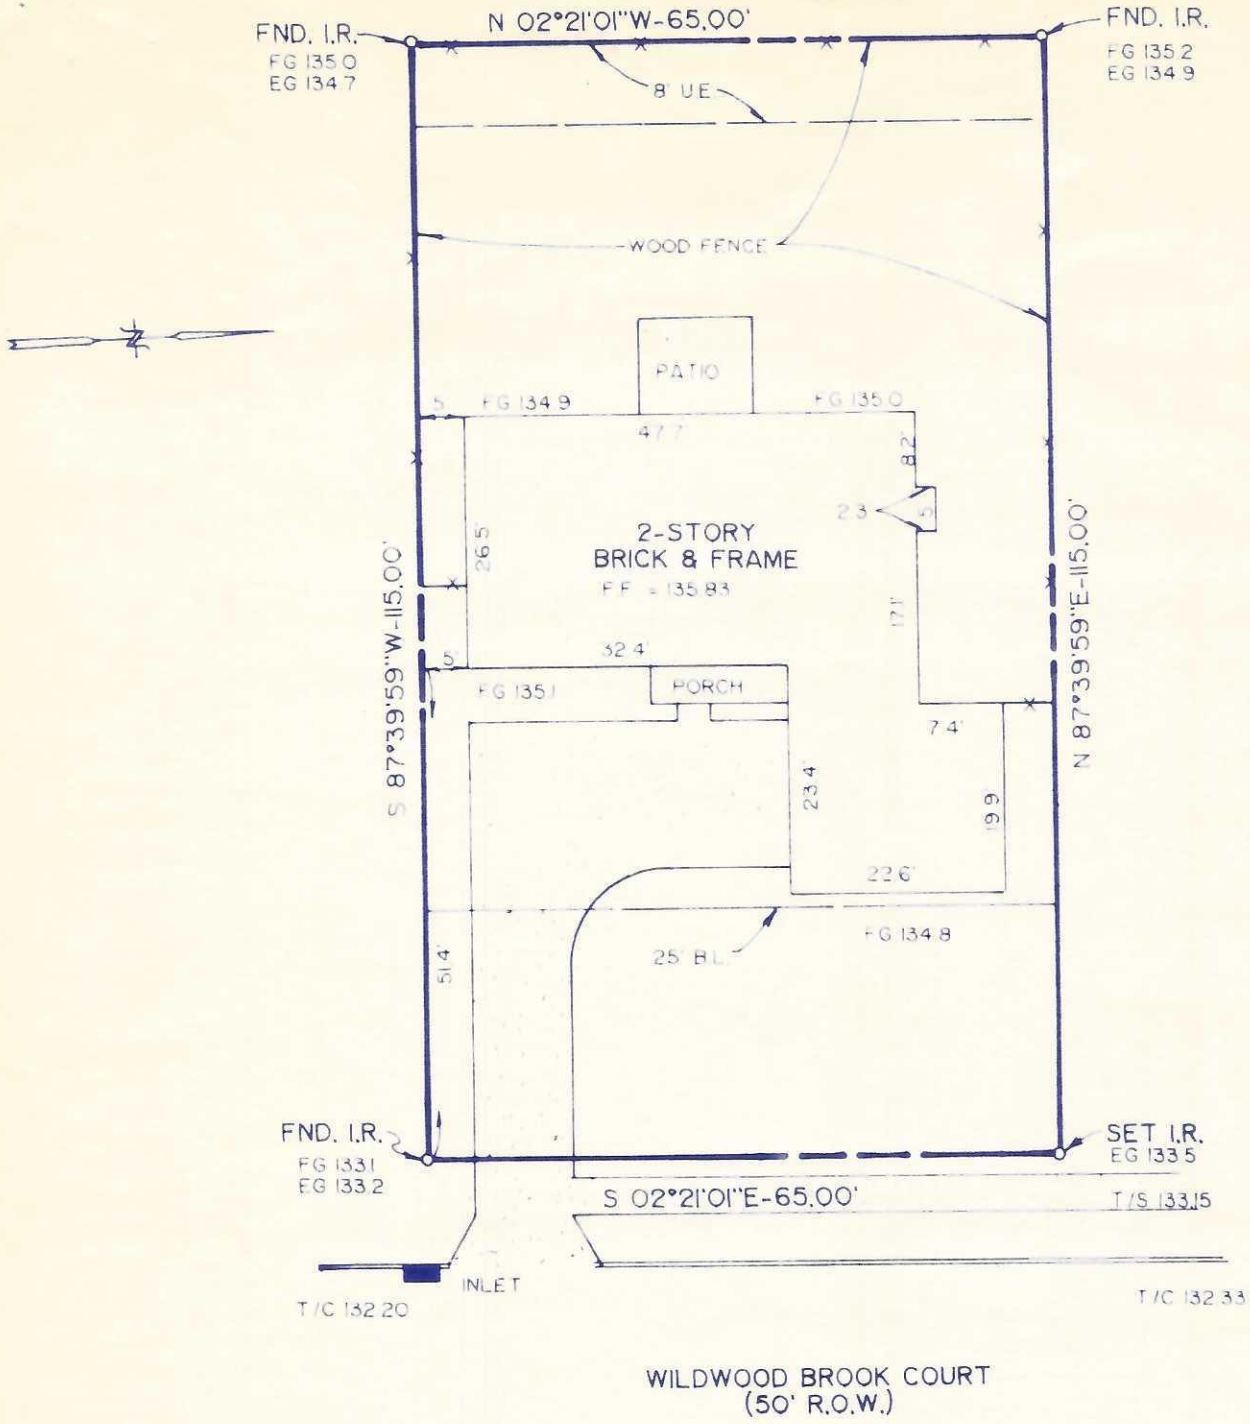 N 02°21'01"W-65.00'
FND. I.R.
FG 135.0
EG 134.7
FND. I.R.
FG 135.2
EG 134.9
8' U.E.
WOOD FENCE
PATIO
5'
FG 134.9
FG 135.0
47.7'
8.2'
2.3
5'
2-STORY
BRICK & FRAME
F.F. = 135.83
26.5'
17.1'
S 87°39'59"W-115.00'
N 87°39'59"E-115.00'
5'
32.4'
FG 135.1
PORCH
7.4'
23.4'
19.9
22.6'
FG 134.8
25' B.L.
51.4'
FND. I.R.
FG 133.1
EG 133.2
SET I.R.
EG 133.5
S 02°21'01"E-65.00'
T/S 133.15
INLET
T/C 132.20
T/C 132.33
WILDWOOD BROOK COURT
(50' R.O.W.)